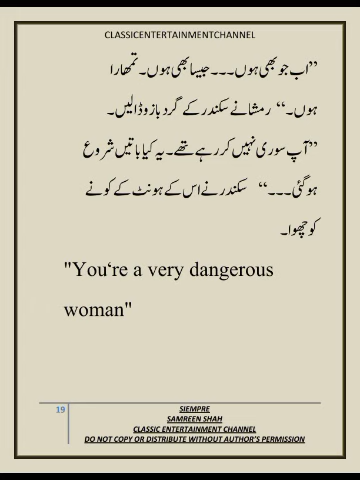 CLASSICENTERTAINMENTCHANNEL
”اب جو بھی ہوں۔۔۔جیسا بھی ہوں۔تمھارا
ہوں۔“ رمشا نے سکندر کے گرد بازو ڈالیں۔
”آپ سوری نہیں کر رہے تھے۔یہ کیا باتیں شروع
ہوگئی۔۔۔“ سکندر نے اس کے ہونٹ کے کونے
کو چھوا۔
"You‘re a very dangerous
woman"
19
SIEMPRE
SAMREEN SHAH
CLASSIC ENTERTAINMENT CHANNEL
DO NOT COPY OR DISTRIBUTE WITHOUT AUTHOR'S PERMISSION